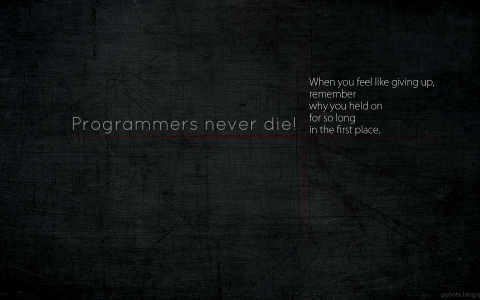 Programmers never die!
When you feel like giving up,
remember
why you held on
for so long
in the first place.